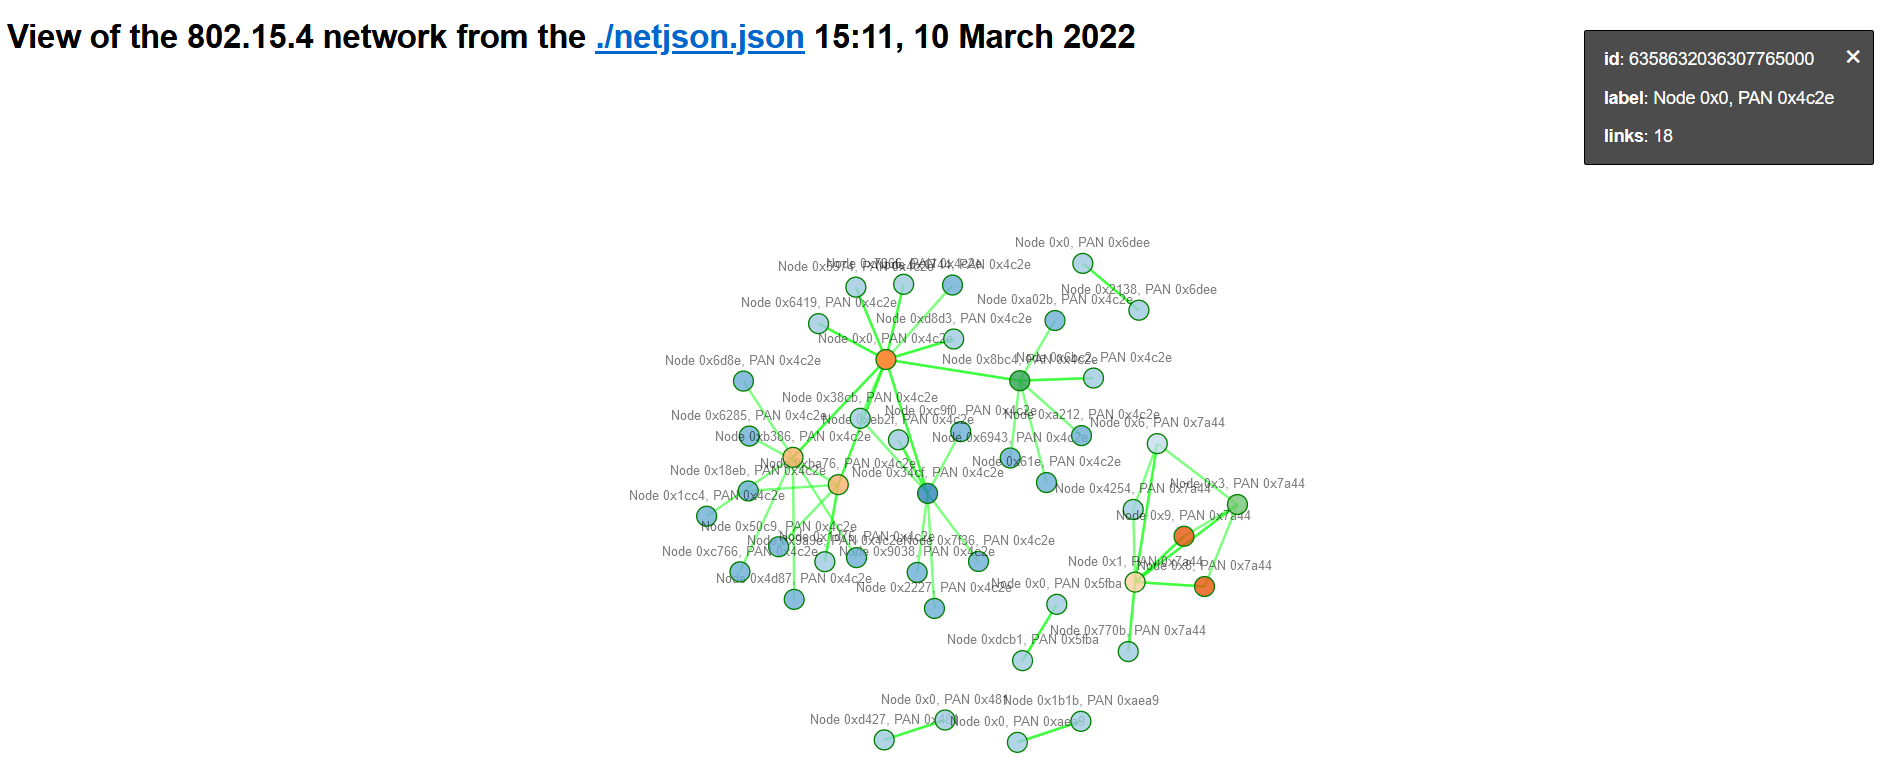 View of the 802.15.4 network from the ./netjson.json 15:11, 10 March 2022
id: 6358632036307765000 ×
label: Node 0x0, PAN 0x4c2e
links: 18
Node 0x0, PAN 0x6dee
Node 0x5974, PAN 0x4c2e
Node 0x2138, PAN 0x6dee
Node 0x6419, PAN 0x4c2e
Node 0xa02b, PAN 0x4c2e
Node 0xd8d3, PAN 0x4c2e
Node 0x0, PAN 0x4c2e
Node 0x6d8e, PAN 0x4c2e
Node 0x8bc4, PAN 0x4c2e
Node 0x6bc2, PAN 0x4c2e
Node 0x38cb, PAN 0x4c2e
Node 0xc9f0, PAN 0x4c2e
Node 0x6285, PAN 0x4c2e
Node 0xeb2f, PAN 0x4c2e
Node 0xa212, PAN 0x4c2e
Node 0x6, PAN 0x7a44
Node 0xb386, PAN 0x4c2e
Node 0x6943, PAN 0x4c2e
Node 0xba76, PAN 0x4c2e
Node 0x61e, PAN 0x4c2e
Node 0x18eb, PAN 0x4c2e
Node 0x34cf, PAN 0x4c2e
Node 0x3, PAN 0x7a44
Node 0x1cc4, PAN 0x4c2e
Node 0x4254, PAN 0x7a44
Node 0x9, PAN 0x7a44
Node 0x50c9, PAN 0x4c2e
Node 0x9a9e, PAN 0x4c2e
Node 0x7f36, PAN 0x4c2e
Node 0xc766, PAN 0x4c2e
Node 0x9038, PAN 0x4c2e
Node 0x1, PAN 0x7a44
Node 0x8, PAN 0x7a44
Node 0x4d87, PAN 0x4c2e
Node 0x2227, PAN 0x4c2e
Node 0x0, PAN 0x5fba
Node 0x770b, PAN 0x7a44
Node 0xdcb1, PAN 0x5fba
Node 0x0, PAN 0x481
Node 0x1b1b, PAN 0xaea9
Node 0xd427, PAN 0x481
Node 0x0, PAN 0xaea9